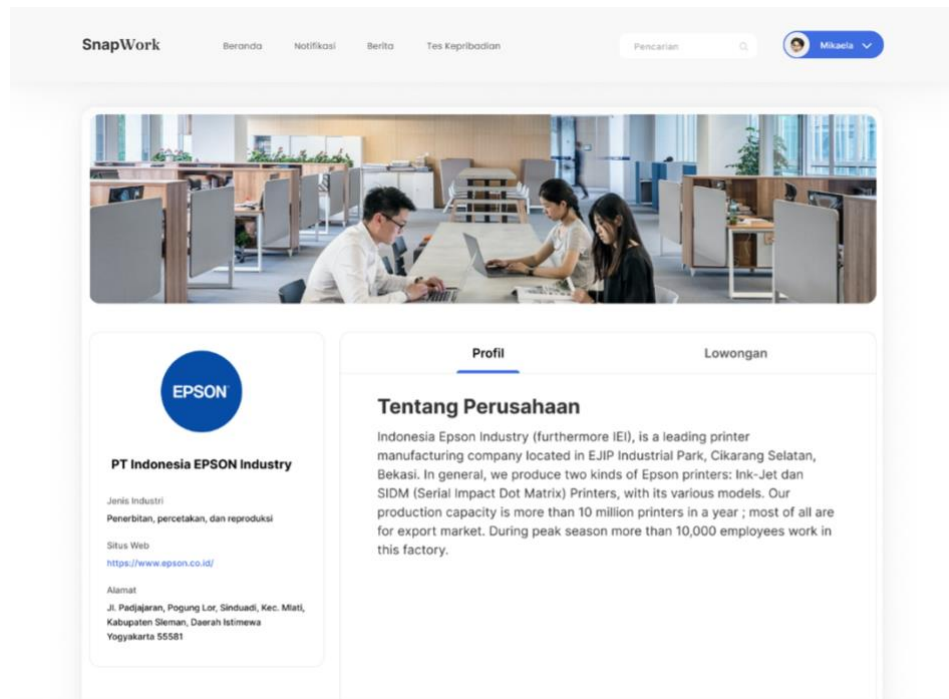 SnapWork
Beranda
Notifikasi
Berita
Tes Kepribadian
Pencarian
Mikaela
EPSON
PT Indonesia EPSON Industry
Jenis Industri
Penerbitan, percetakan, dan reproduksi
Situs Web
https://www.epson.co.id/
Alamat
Jl. Padjajaran, Pogung Lor, Sinduadi, Kec. Mlati,
Kabupaten Sleman, Daerah Istimewa
Yogyakarta 55581
Profil
Lowongan
Tentang Perusahaan
Indonesia Epson Industry (furthermore IEI), is a leading printer
manufacturing company located in EJIP Industrial Park, Cikarang Selatan,
Bekasi. In general, we produce two kinds of Epson printers: Ink-Jet dan
SIDM (Serial Impact Dot Matrix) Printers, with its various models. Our
production capacity is more than 10 million printers in a year ; most of all are
for export market. During peak season more than 10,000 employees work in
this factory.